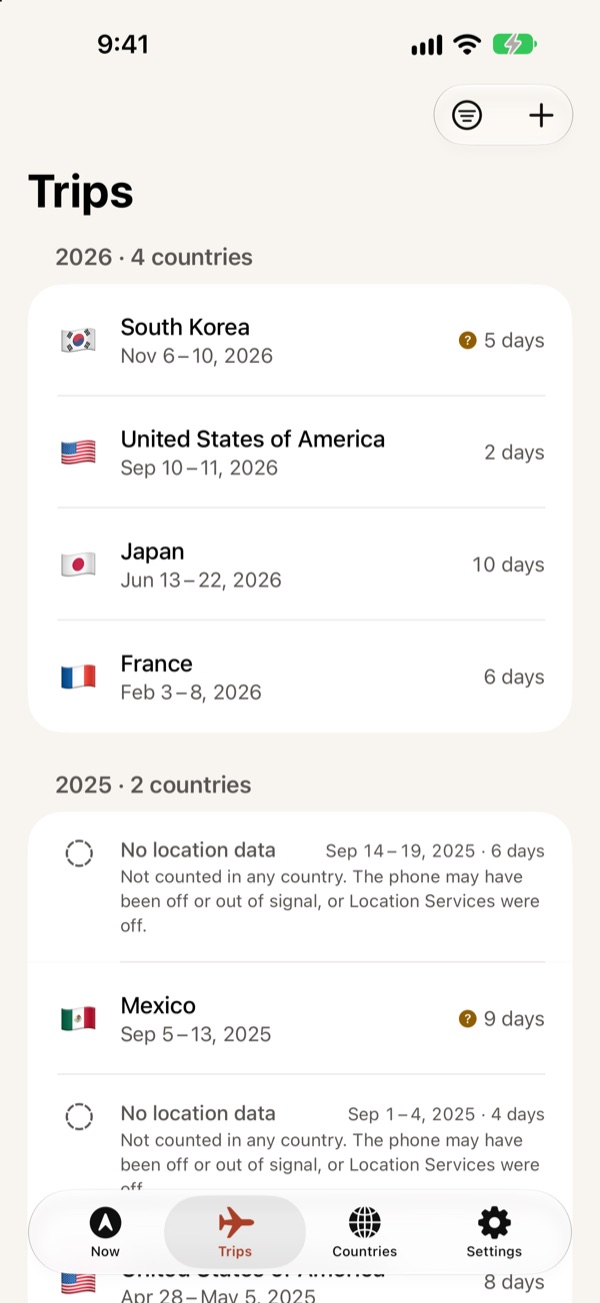 9:41
Trips
2026 · 4 countries
South Korea
Nov 6–10, 2026
? 5 days
United States of America
Sep 10–11, 2026
2 days
Japan
Jun 13–22, 2026
10 days
France
Feb 3–8, 2026
6 days
2025 · 2 countries
No location data
Sep 14–19, 2025 · 6 days
Not counted in any country. The phone may have
been off or out of signal, or Location Services were
off.
Mexico
Sep 5–13, 2025
? 9 days
No location data
Sep 1–4, 2025 · 4 days
Not counted in any country. The phone may have
been off or out of signal, or Location Services were
off.
United States of America
Apr 28–May 5, 2025
8 days
Now
Trips
Countries
Settings